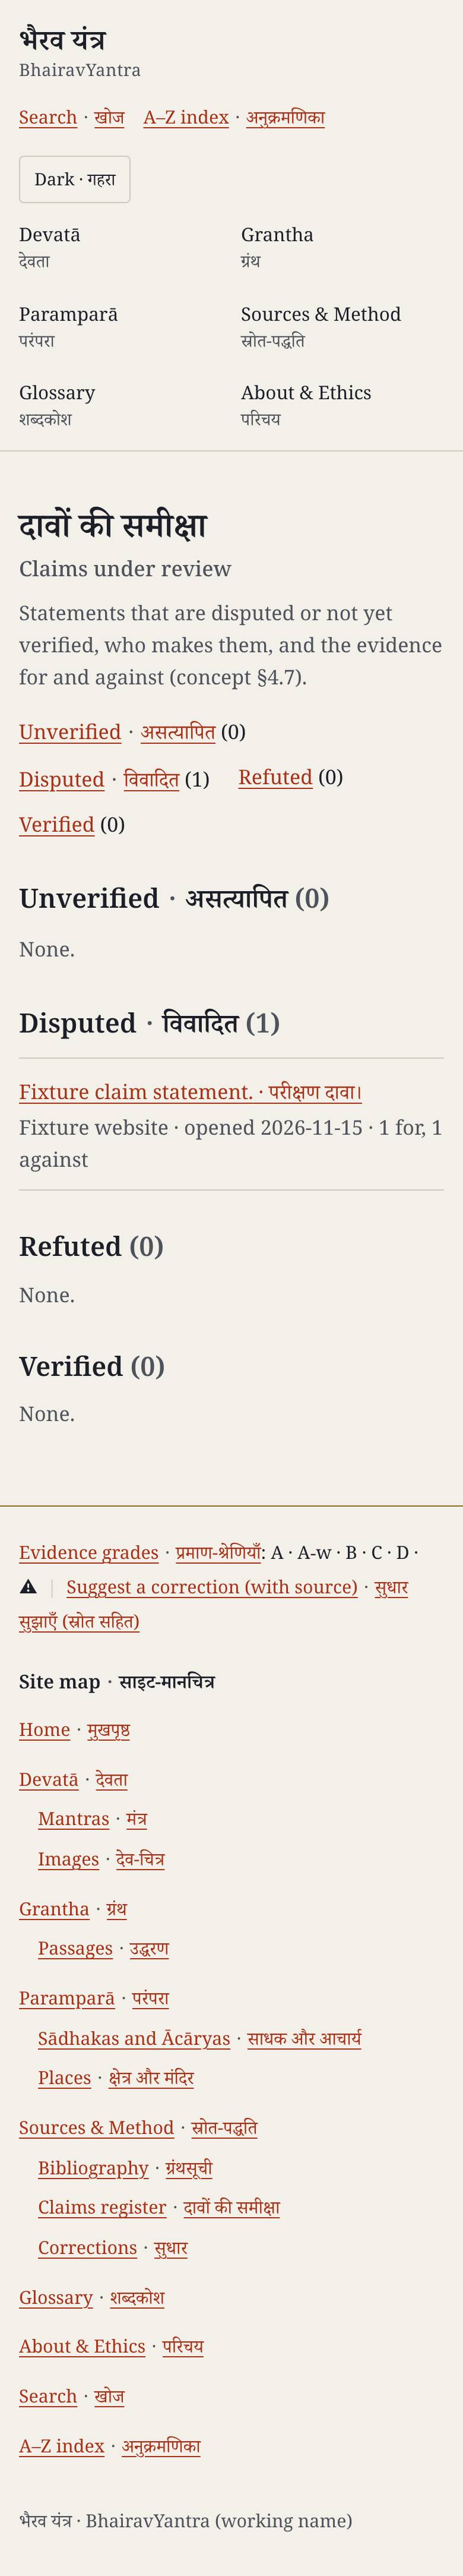 भैरव यंत्र
BhairavYantra
Search · खोज A–Z index · अनुक्रमणिका
Dark · गहरा
Devatā Grantha
देवता ग्रंथ
Paramparā Sources & Method
परंपरा स्रोत-पद्धति
Glossary About & Ethics
शब्दकोश परिचय
दावों की समीक्षा
Claims under review
Statements that are disputed or not yet
verified, who makes them, and the evidence
for and against (concept §4.7).
Unverified · असत्यापित (0)
Disputed · विवादित (1) Refuted (0)
Verified (0)
Unverified · असत्यापित (0)
None.
Disputed · विवादित (1)
Fixture claim statement. · परीक्षण दावा।
Fixture website · opened 2026-11-15 · 1 for, 1
against
Refuted (0)
None.
Verified (0)
None.
Evidence grades · प्रमाण-श्रेणियाँ: A · A-w · B · C · D ·
⚠ | Suggest a correction (with source) · सुधार
सुझाएँ (स्रोत सहित)
Site map · साइट-मानचित्र
Home · मुखपृष्ठ
Devatā · देवता
Mantras · मंत्र
Images · देव-चित्र
Grantha · ग्रंथ
Passages · उद्धरण
Paramparā · परंपरा
Sādhakas and Ācāryas · साधक और आचार्य
Places · क्षेत्र और मंदिर
Sources & Method · स्रोत-पद्धति
Bibliography · ग्रंथसूची
Claims register · दावों की समीक्षा
Corrections · सुधार
Glossary · शब्दकोश
About & Ethics · परिचय
Search · खोज
A–Z index · अनुक्रमणिका
भैरव यंत्र · BhairavYantra (working name)